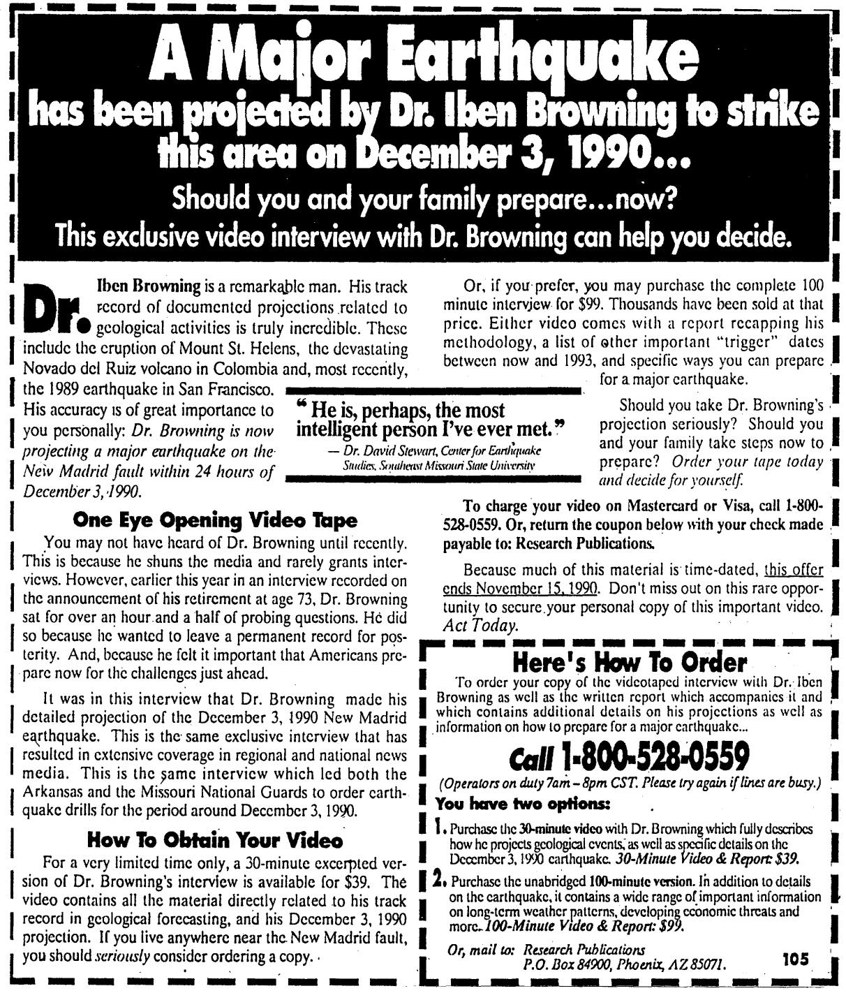 A Major Earthquake
has been projected by Dr. Iben Browning to strike
this area on December 3, 1990...
Should you and your family prepare...now?
This exclusive video interview with Dr. Browning can help you decide.
Dr. Iben Browning is a remarkable man. His track
record of documented projections related to
geological activities is truly incredible. These
include the eruption of Mount St. Helens, the devastating
Novado del Ruiz volcano in Colombia and, most recently,
the 1989 earthquake in San Francisco.
His accuracy is of great importance to
you personally: Dr. Browning is now
projecting a major earthquake on the
New Madrid fault within 24 hours of
December 3, 1990.
“He is, perhaps, the most
intelligent person I've ever met.”
— Dr. David Stewart, Center for Earthquake
Studies, Southeast Missouri State University
One Eye Opening Video Tape
You may not have heard of Dr. Browning until recently.
This is because he shuns the media and rarely grants inter-
views. However, earlier this year in an interview recorded on
the announcement of his retirement at age 73, Dr. Browning
sat for over an hour and a half of probing questions. He did
so because he wanted to leave a permanent record for pos-
terity. And, because he felt it important that Americans pre-
pare now for the challenges just ahead.
It was in this interview that Dr. Browning made his
detailed projection of the December 3, 1990 New Madrid
earthquake. This is the same exclusive interview that has
resulted in extensive coverage in regional and national news
media. This is the same interview which led both the
Arkansas and the Missouri National Guards to order earth-
quake drills for the period around December 3, 1990.
How To Obtain Your Video
For a very limited time only, a 30-minute excerpted ver-
sion of Dr. Browning's interview is available for $39. The
video contains all the material directly related to his track
record in geological forecasting, and his December 3, 1990
projection. If you live anywhere near the New Madrid fault,
you should seriously consider ordering a copy.
Or, if you prefer, you may purchase the complete 100
minute interview for $99. Thousands have been sold at that
price. Either video comes with a report recapping his
methodology, a list of other important “trigger” dates
between now and 1993, and specific ways you can prepare
for a major earthquake.
Should you take Dr. Browning's
projection seriously? Should you
and your family take steps now to
prepare? Order your tape today
and decide for yourself.
To charge your video on Mastercard or Visa, call 1-800-
528-0559. Or, return the coupon below with your check made
payable to: Research Publications.
Because much of this material is time-dated, this offer
ends November 15, 1990. Don't miss out on this rare oppor-
tunity to secure your personal copy of this important video.
Act Today.
Here's How To Order
To order your copy of the videotaped interview with Dr. Iben
Browning as well as the written report which accompanies it and
which contains additional details on his projections as well as
information on how to prepare for a major earthquake...
Call 1-800-528-0559
(Operators on duty 7am – 8pm CST. Please try again if lines are busy.)
You have two options:
1. Purchase the 30-minute video with Dr. Browning which fully describes
how he projects geological events, as well as specific details on the
December 3, 1990 earthquake. 30-Minute Video & Report: $39.
2. Purchase the unabridged 100-minute version. In addition to details
on the earthquake, it contains a wide range of important information
on long-term weather patterns, developing economic threats and
more. 100-Minute Video & Report: $99.
Or, mail to: Research Publications
P.O. Box 84900, Phoenix, AZ 85071.
105